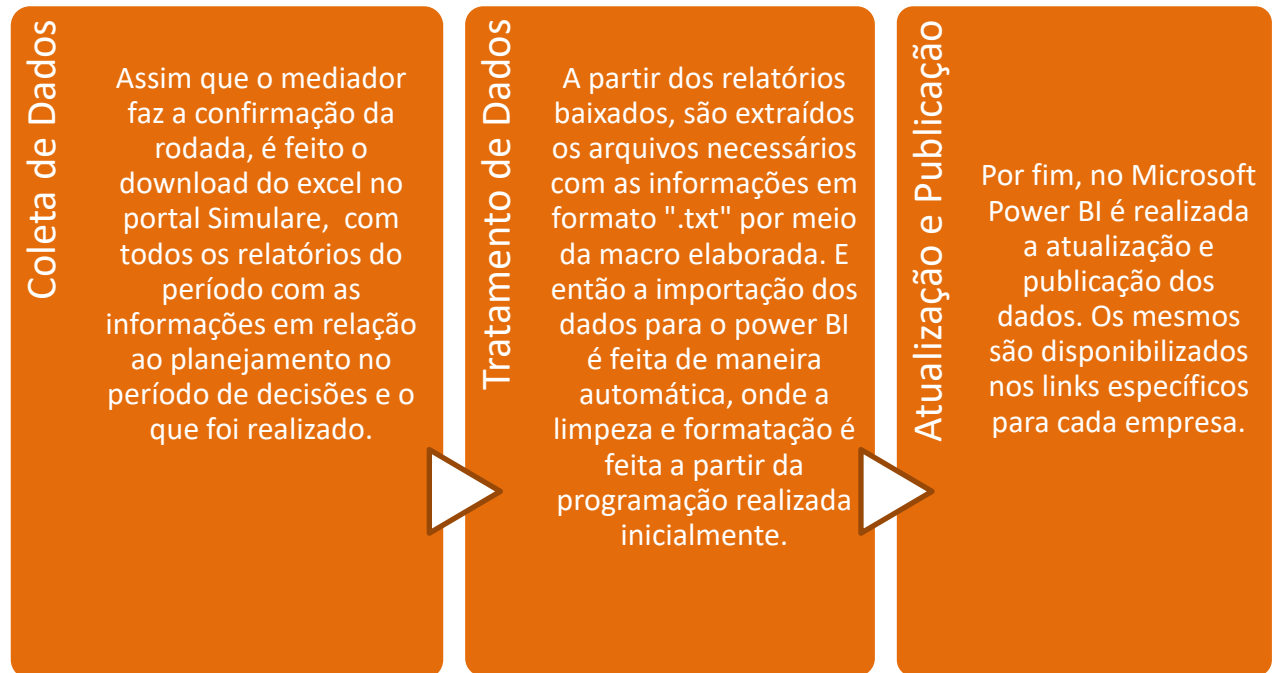 Coleta de Dados
Assim que o mediador
faz a confirmação da
rodada, é feito o
download do excel no
portal Simulare,  com
todos os relatórios do
período com as
informações em relação
ao planejamento no
período de decisões e o
que foi realizado.
Tratamento de Dados
A partir dos relatórios
baixados, são extraídos
os arquivos necessários
com as informações em
formato ".txt" por meio
da macro elaborada. E
então a importação dos
dados para o power BI
é feita de maneira
automática, onde a
limpeza e formatação é
feita a partir da
programação realizada
inicialmente.
Atualização e Publicação
Por fim, no Microsoft
Power BI é realizada
a atualização e
publicação dos
dados. Os mesmos
são disponibilizados
nos links específicos
para cada empresa.